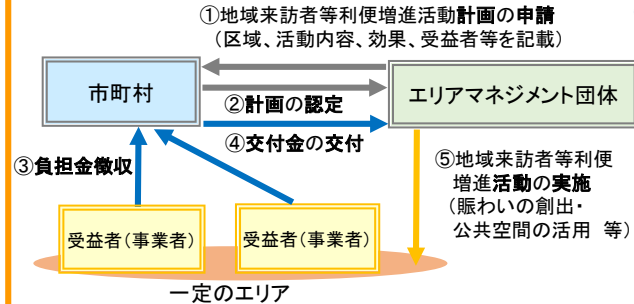 ①地域来訪者等利便増進活動計画の申請
（区域、活動内容、効果、受益者等を記載）
市町村
エリアマネジメント団体
②計画の認定
④交付金の交付
③負担金徴収
⑤地域来訪者等利便
増進活動の実施
（賑わいの創出・
公共空間の活用　等）
受益者（事業者）
受益者（事業者）
一定のエリア